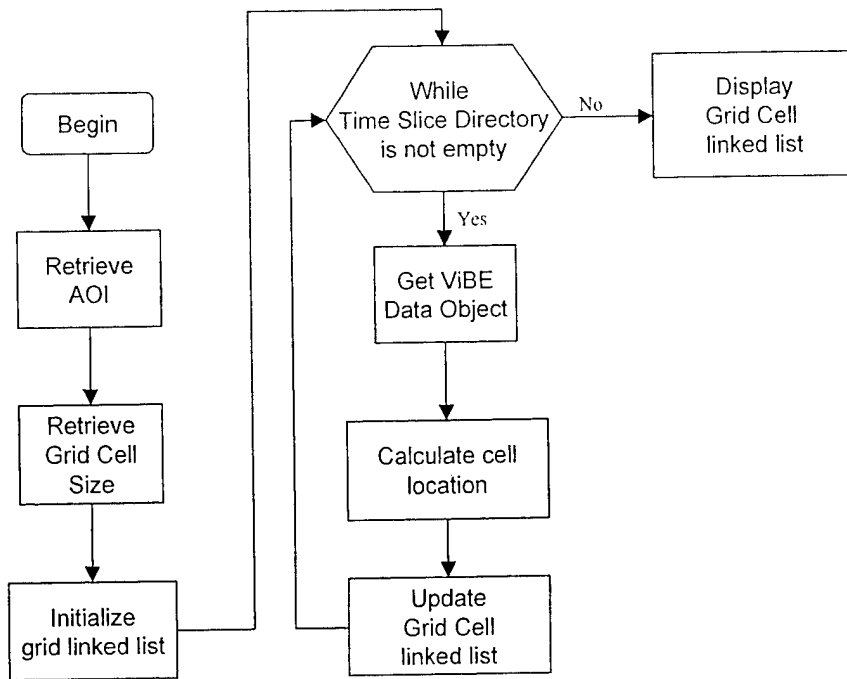 Begin
Retrieve
AOI
Retrieve
Grid Cell
Size
Initialize
grid linked list
While
Time Slice Directory
is not empty
No
Display
Grid Cell
linked list
Yes
Get ViBE
Data Object
Calculate cell
location
Update
Grid Cell
linked list